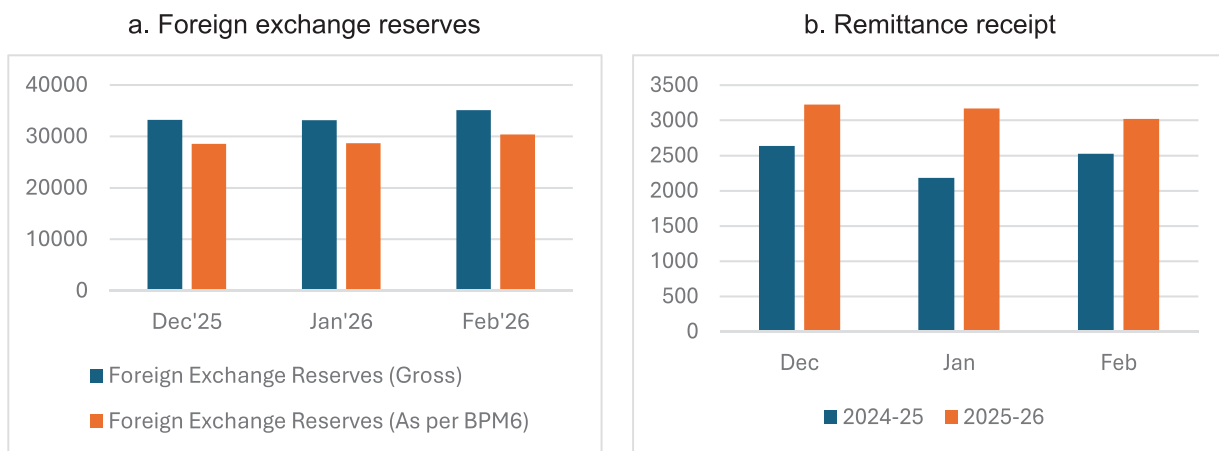 a. Foreign exchange reserves
40000
30000
20000
10000
0
Dec'25 Jan'26 Feb'26
Foreign Exchange Reserves (Gross)
Foreign Exchange Reserves (As per BPM6)
b. Remittance receipt
3500
3000
2500
2000
1500
1000
500
0
Dec Jan Feb
2024-25 2025-26